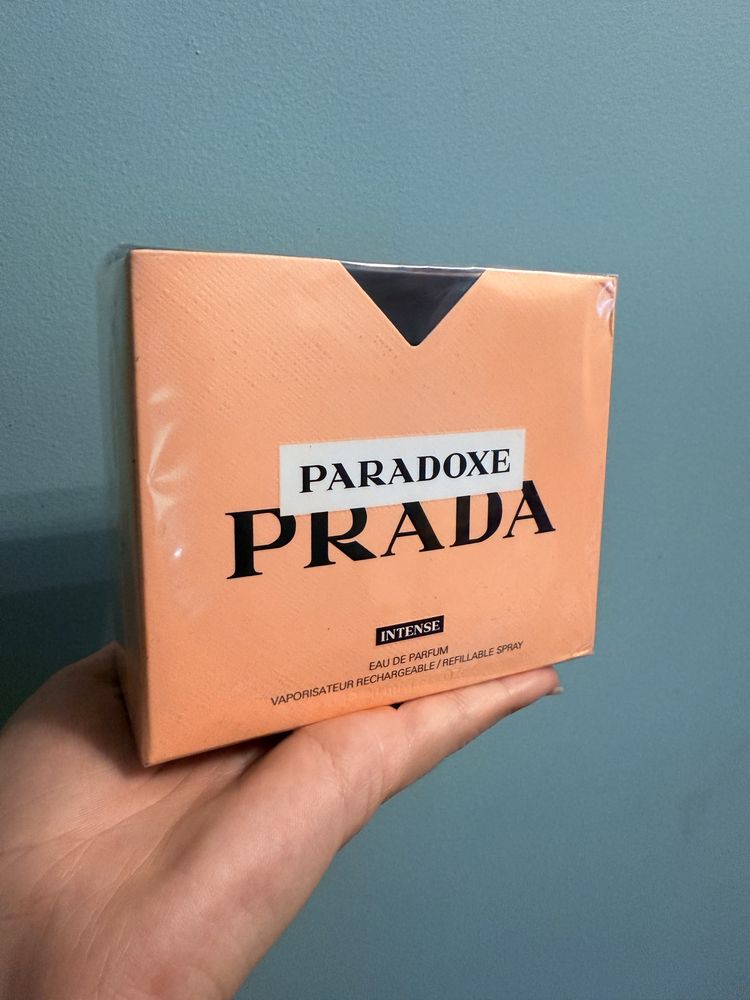 PARADOXE
PRADA
INTENSE
EAU DE PARFUM
VAPORISATEUR RECHARGEABLE / REFILLABLE SPRAY